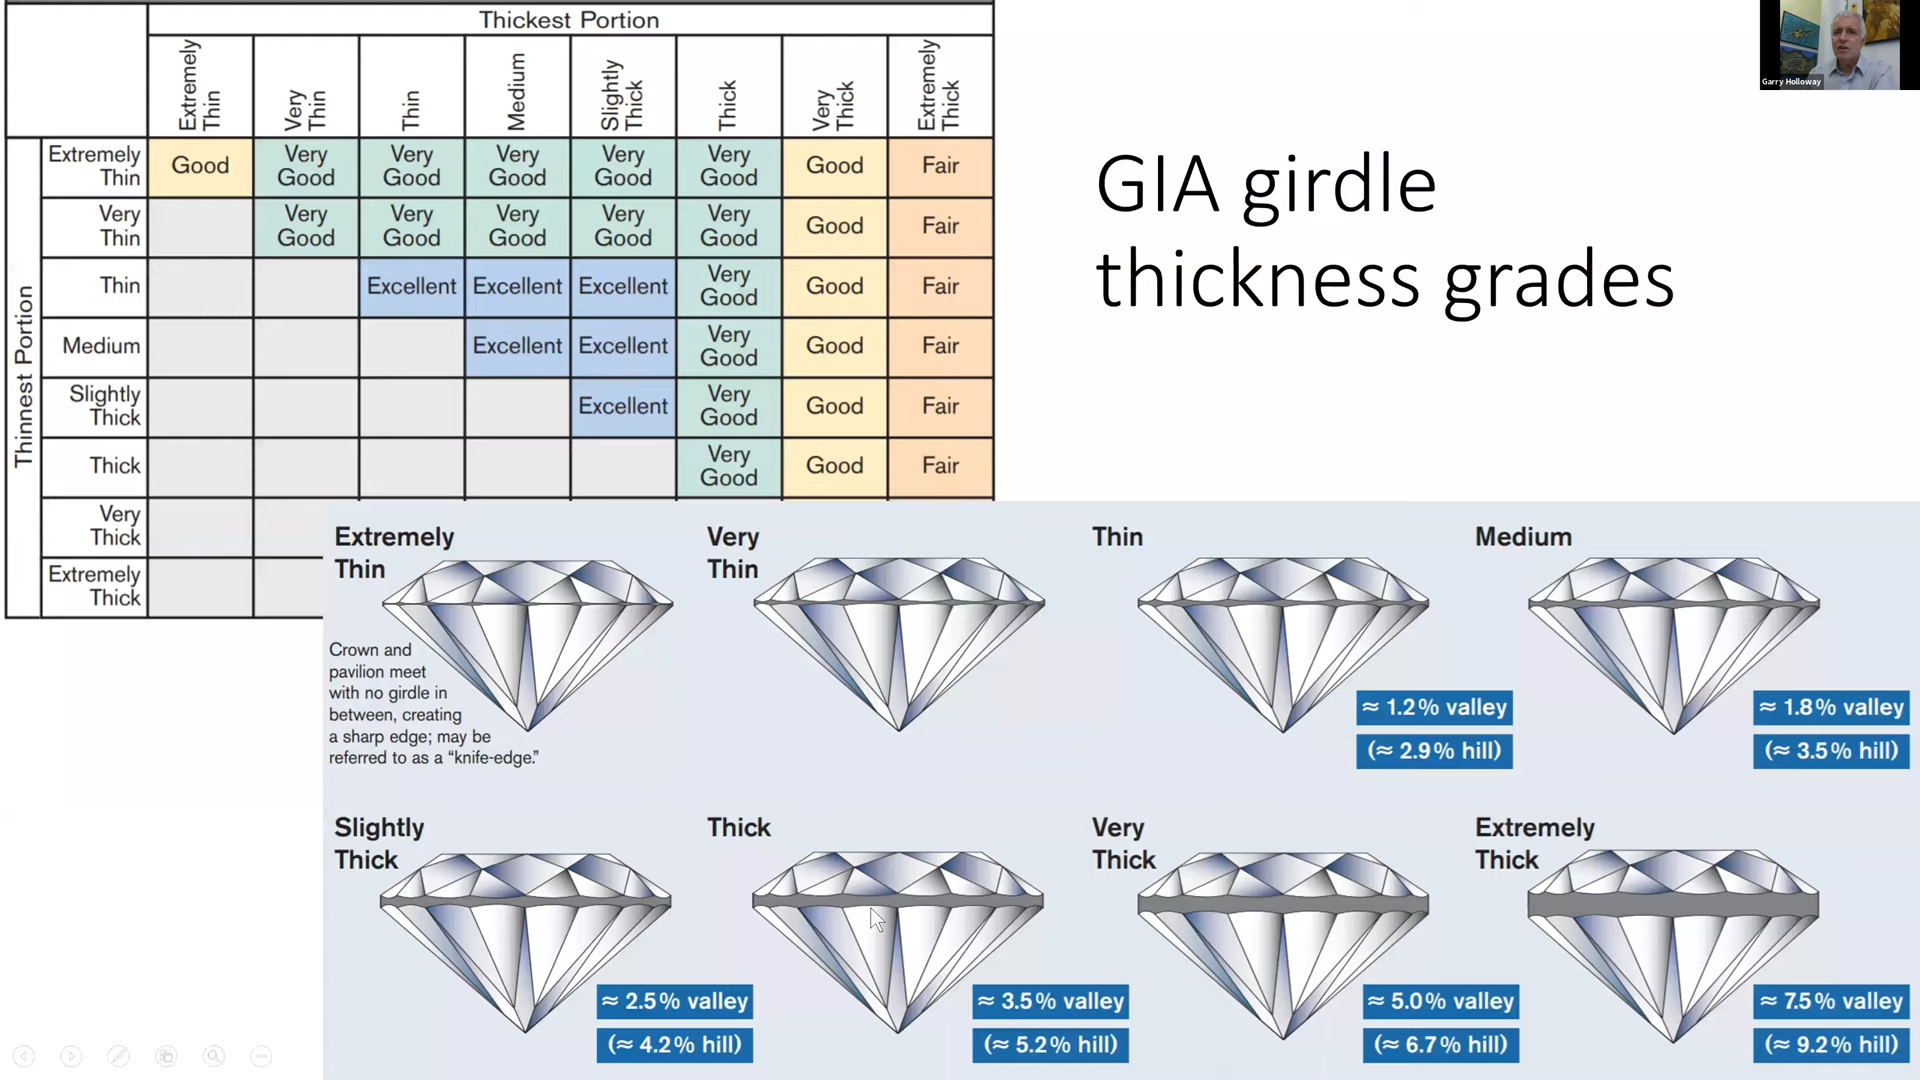 Thickest Portion
Extremely Thin
Very Thin
Thin
Medium
Slightly Thick
Thick
Very Thick
Extremely Thick
Thinnest Portion
Extremely Thin Good Very Good Very Good Very Good Very Good Very Good Good Fair
Very Thin Very Good Very Good Very Good Very Good Very Good Good Fair
Thin Excellent Excellent Excellent Very Good Good Fair
Medium Excellent Excellent Very Good Good Fair
Slightly Thick Excellent Very Good Good Fair
Thick Very Good Good Fair
Very Thick
Extremely Thick
Garry Holloway
GIA girdle
thickness grades
Extremely
Thin
Crown and
pavilion meet
with no girdle in
between, creating
a sharp edge; may be
referred to as a “knife-edge.”
Very
Thin
Thin
≈ 1.2% valley
(≈ 2.9% hill)
Medium
≈ 1.8% valley
(≈ 3.5% hill)
Slightly
Thick
≈ 2.5% valley
(≈ 4.2% hill)
Thick
≈ 3.5% valley
(≈ 5.2% hill)
Very
Thick
≈ 5.0% valley
(≈ 6.7% hill)
Extremely
Thick
≈ 7.5% valley
(≈ 9.2% hill)